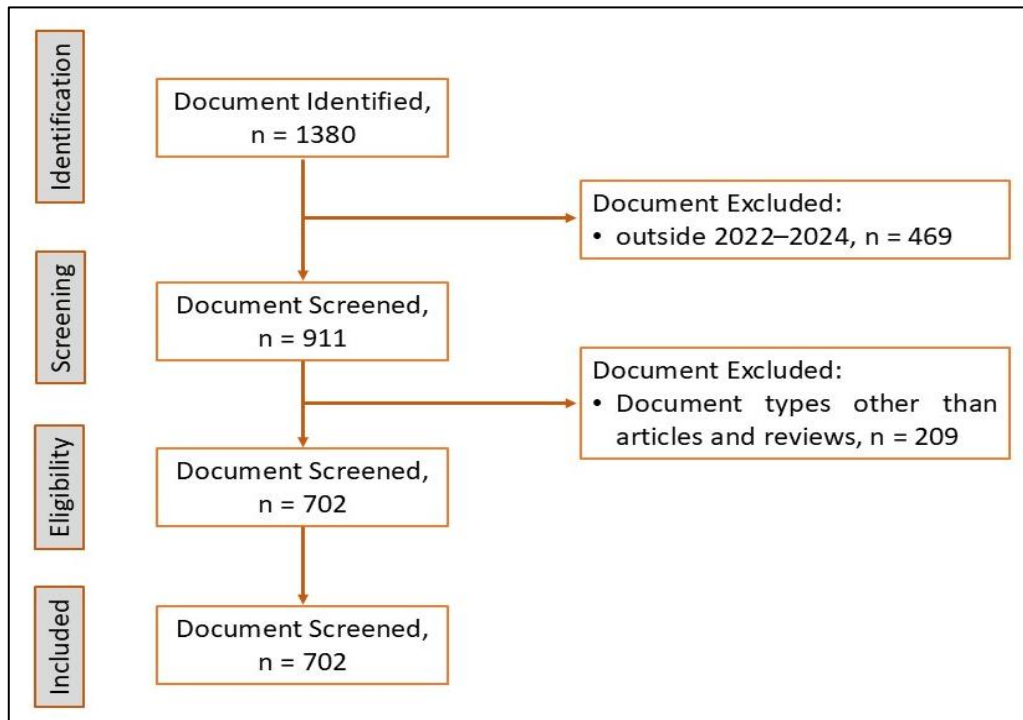 Identification
Document Identified,
n = 1380
Document Excluded:
• outside 2022–2024, n = 469
Screening
Document Screened,
n = 911
Document Excluded:
• Document types other than
articles and reviews, n = 209
Eligibility
Document Screened,
n = 702
Included
Document Screened,
n = 702